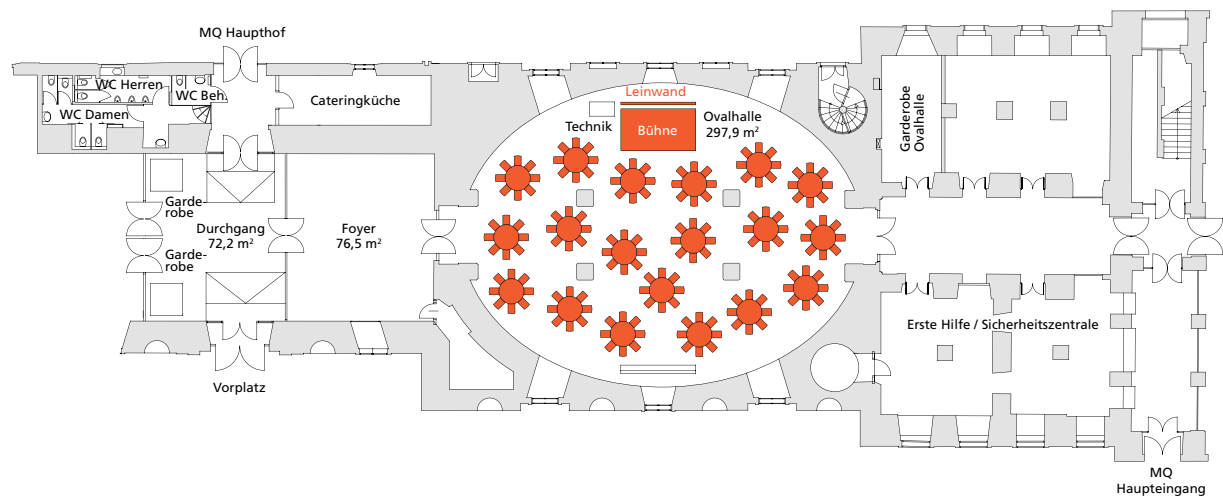 MQ Haupthof
WC Herren
WC Beh.
WC Damen
Cateringküche
Leinwand
Technik
Bühne
Ovalhalle
297,9 m²
Garderobe
Ovalhalle
Garde-
robe
Durchgang
72,2 m²
Foyer
76,5 m²
Garde-
robe
Erste Hilfe / Sicherheitszentrale
Vorplatz
MQ
Haupteingang